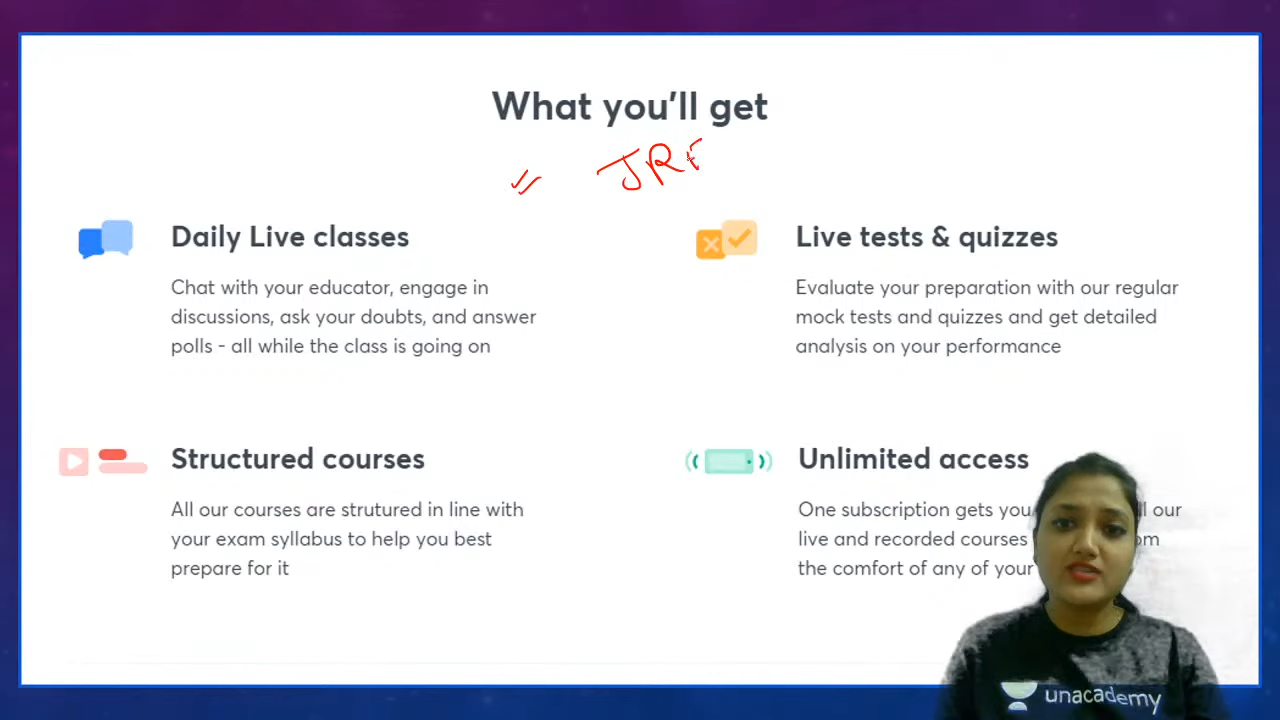 What you'll get
JRF
Daily Live classes
Chat with your educator, engage in
discussions, ask your doubts, and answer
polls - all while the class is going on
Live tests & quizzes
Evaluate your preparation with our regular
mock tests and quizzes and get detailed
analysis on your performance
Structured courses
All our courses are strutured in line with
your exam syllabus to help you best
prepare for it
Unlimited access
One subscription gets you ll our
live and recorded courses om
the comfort of any of your
unacademy